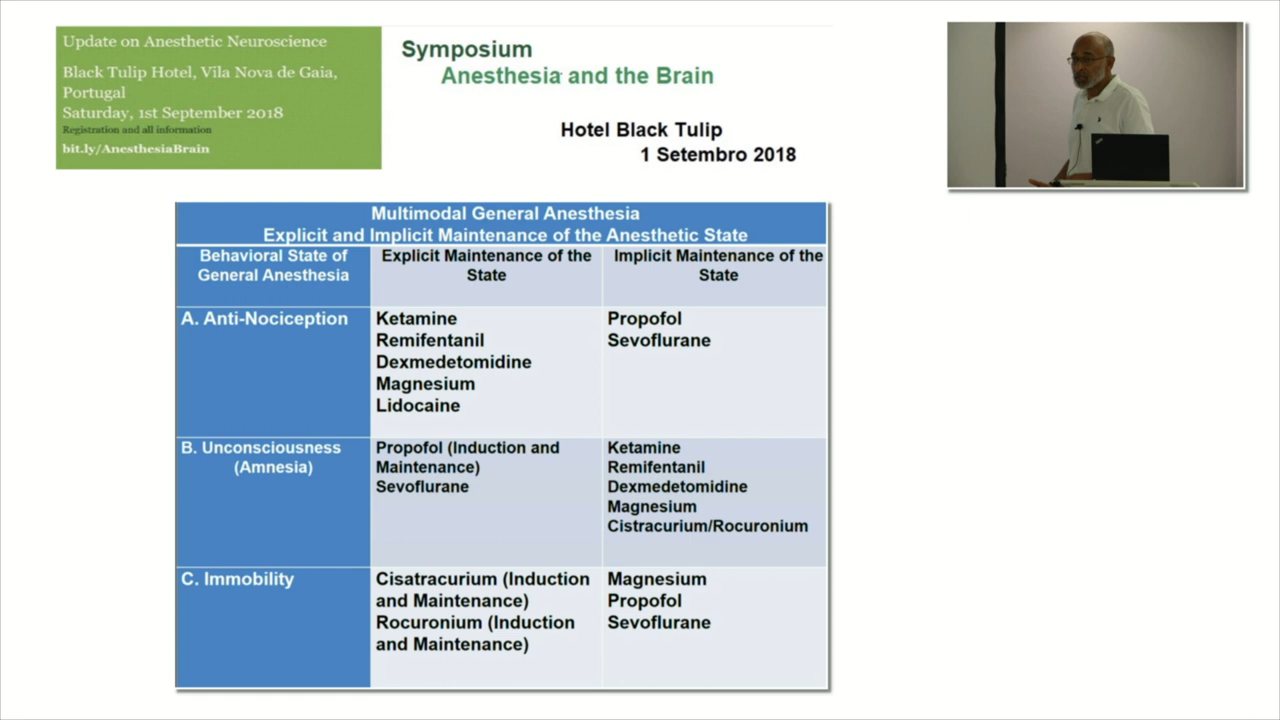 Update on Anesthetic Neuroscience
Black Tulip Hotel, Vila Nova de Gaia,
Portugal
Saturday, 1st September 2018
Registration and all information
bit.ly/AnesthesiaBrain
Symposium
Anesthesia and the Brain
Hotel Black Tulip
1 Setembro 2018
Multimodal General Anesthesia
Explicit and Implicit Maintenance of the Anesthetic State
Behavioral State of
General Anesthesia
Explicit Maintenance of the
State
Implicit Maintenance of the
State
A. Anti-Nociception
Ketamine
Remifentanil
Dexmedetomidine
Magnesium
Lidocaine
Propofol
Sevoflurane
B. Unconsciousness
(Amnesia)
Propofol (Induction and
Maintenance)
Sevoflurane
Ketamine
Remifentanil
Dexmedetomidine
Magnesium
Cistracurium/Rocuronium
C. Immobility
Cisatracurium (Induction
and Maintenance)
Rocuronium (Induction
and Maintenance)
Magnesium
Propofol
Sevoflurane